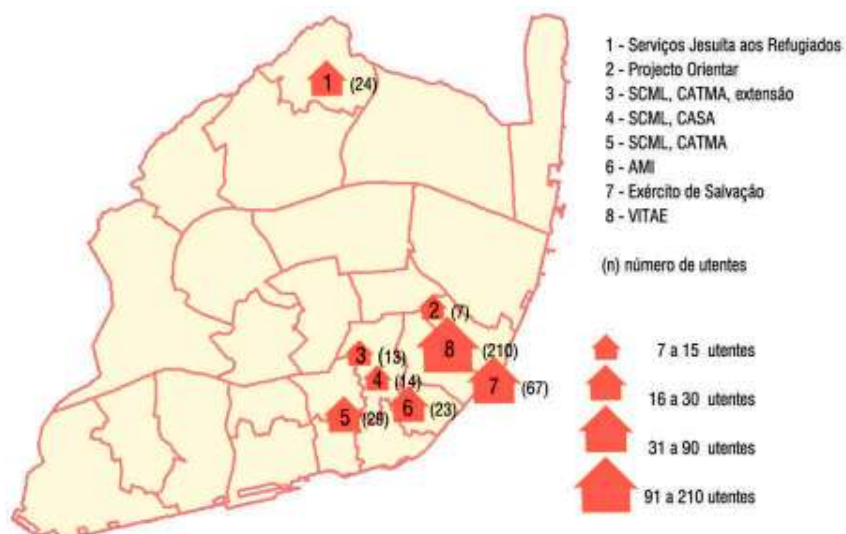 1 (24)
2 (7)
3 (13)
8 (210)
4 (14)
7 (67)
5 (29)
6 (23)
1 - Serviços Jesuíta aos Refugiados
2 - Projecto Orientar
3 - SCML, CATMA, extensão
4 - SCML, CASA
5 - SCML, CATMA
6 - AMI
7 - Exército de Salvação
8 - VITAE
(n) número de utentes
7 a 15 utentes
16 a 30 utentes
31 a 90 utentes
91 a 210 utentes